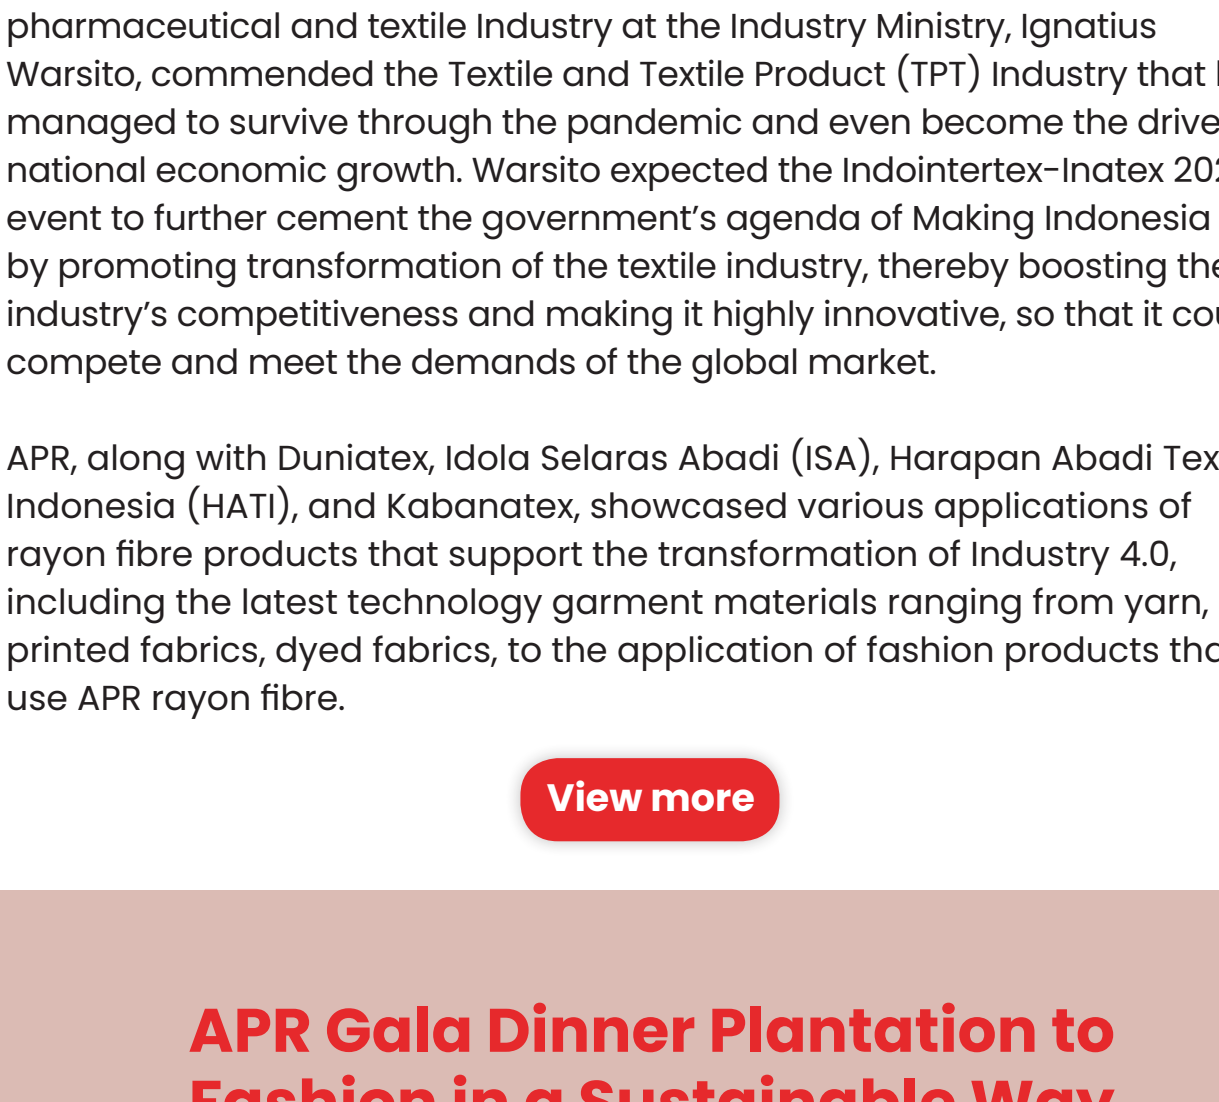 pharmaceutical and textile Industry at the Industry Ministry, Ignatius
Warsito, commended the Textile and Textile Product (TPT) Industry that
managed to survive through the pandemic and even become the drive
national economic growth. Warsito expected the Indointertex-Inatex 202
event to further cement the government’s agenda of Making Indonesia
by promoting transformation of the textile industry, thereby boosting the
industry’s competitiveness and making it highly innovative, so that it cou
compete and meet the demands of the global market.
APR, along with Duniatex, Idola Selaras Abadi (ISA), Harapan Abadi Tex
Indonesia (HATI), and Kabanatex, showcased various applications of
rayon fibre products that support the transformation of Industry 4.0,
including the latest technology garment materials ranging from yarn,
printed fabrics, dyed fabrics, to the application of fashion products tha
use APR rayon fibre.
View more
APR Gala Dinner Plantation to
Fashion in a Sustainable Way